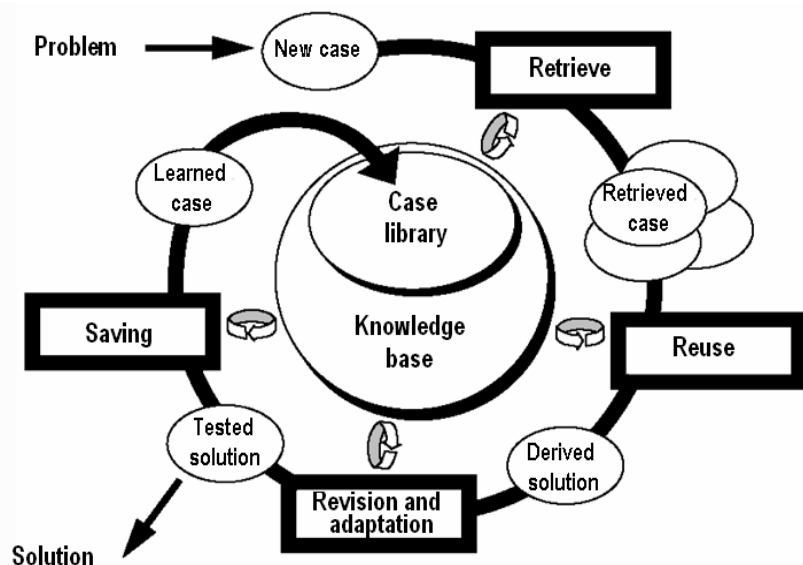 Problem
New case
Retrieve
Learned
case
Case
library
Retrieved
case
Saving
Knowledge
base
Reuse
Tested
solution
Derived
solution
Revision and
adaptation
Solution